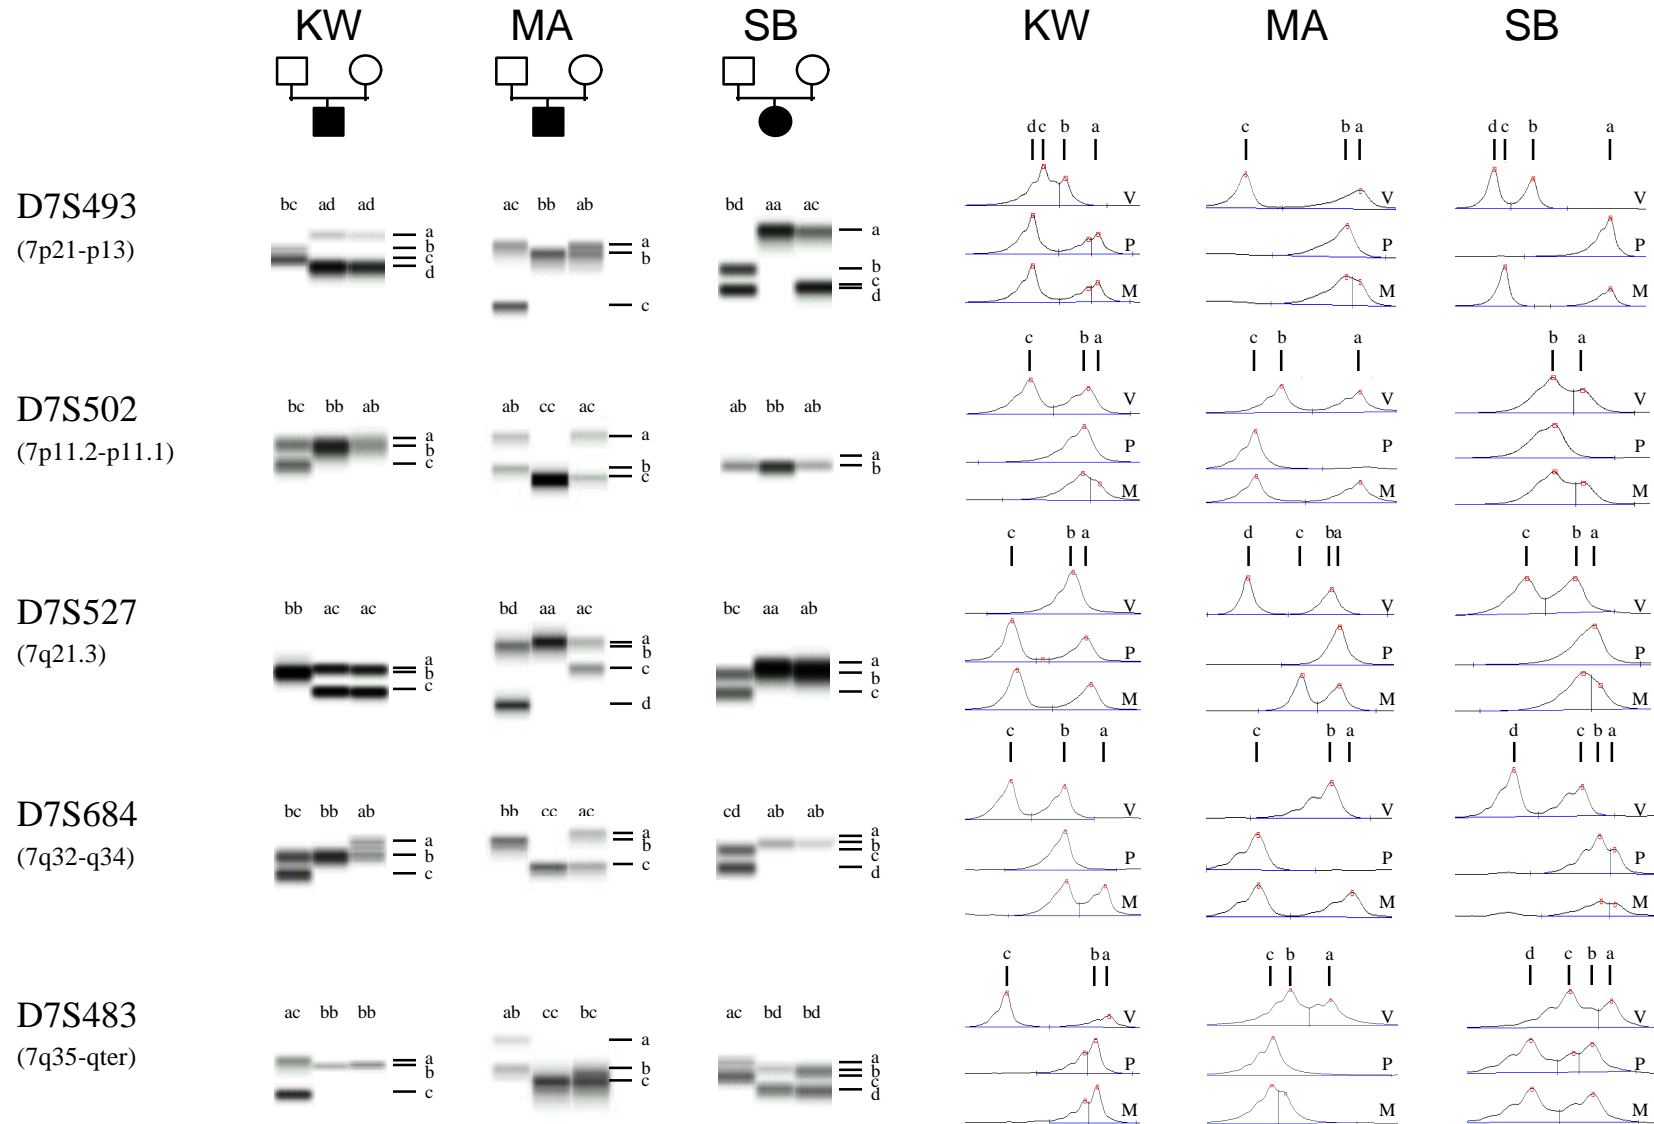 KW MA SB KW MA SB
d c b a c b a d c b a
D7S493 bc ad ad a b c d ac bb ab a b c bd aa ac a b c d V V V
(7p21-p13) P P P
M M M
c b a c b a b a
D7S502 bc bb ab a b c ab cc ac a b c ab bb ab a b V V V
(7p11.2-p11.1) P P P
M M M
c b a d c b a c b a
D7S527 bb ac ac a b c bd aa ac a b c d bc aa ab a b c V V V
(7q21.3) P P P
M M M
c b a c b a d c b a
D7S684 bc bb ab a b c bb cc ac a b c cd ab ab a b c d V V V
(7q32-q34) P P P
M M M
c b a c b a d c b a
D7S483 ac bb bb a b c ab cc bc a b c ac bd bd a b c d V V V
(7q35-qter) P P P
M M M